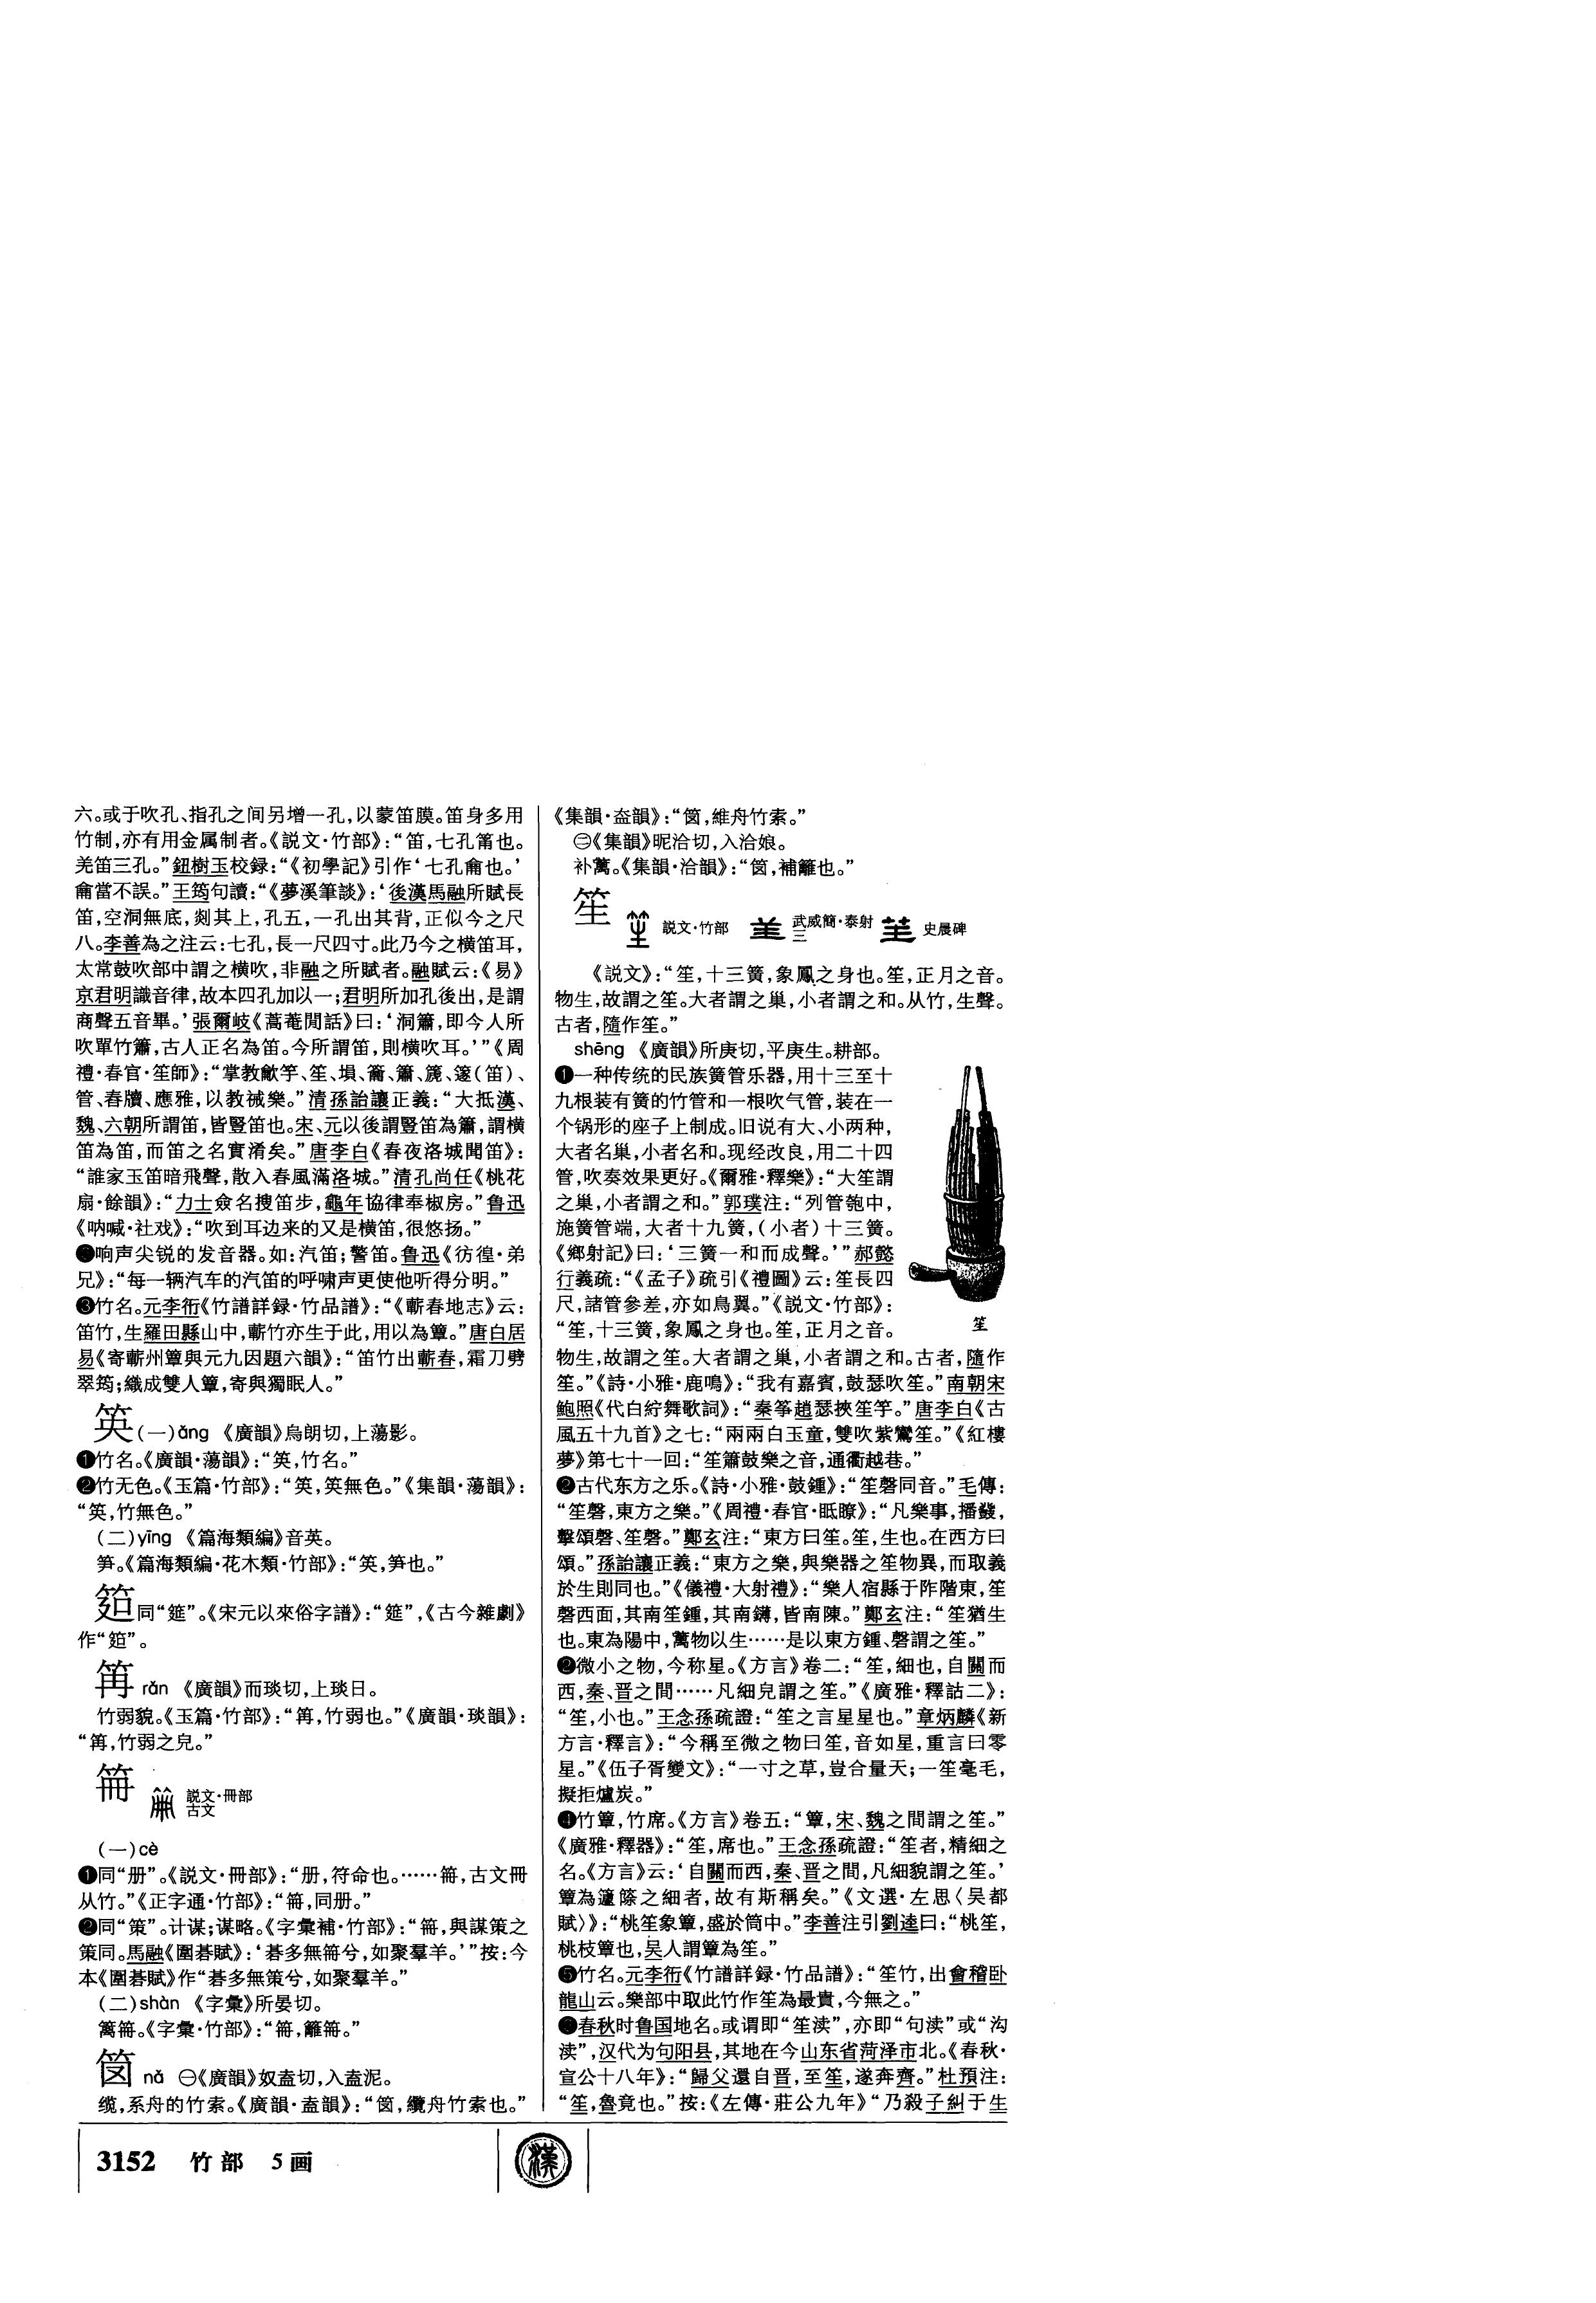 六。或于吹孔、指孔之间另增一孔,以蒙笛膜。笛身多用
竹制,亦有用金属制者。《説文·竹部》:“笛,七孔筩也。
羌笛三孔。”鈕樹玉校録:“《初學記》引作‘七孔龠也。’
龠當不誤。”王筠句讀:“《夢溪筆談》:‘後漢馬融所賦長
笛,空洞無底,剡其上,孔五,一孔出其背,正似今之尺
八。李善為之注云:七孔,長一尺四寸。此乃今之横笛耳,
太常鼓吹部中謂之横吹,非融之所賦者。融賦云:《易》
京君明識音律,故本四孔加以一;君明所加孔後出,是謂
商聲五音畢。’張爾岐《蒿菴閒話》曰:‘洞簫,即今人所
吹單竹簫,古人正名為笛。今所謂笛,則横吹耳。’”《周
禮·春官·笙師》:“掌教龡竽、笙、塤、籥、簫、篪、篴(笛)、
管、舂牘、應雅,以教祴樂。”清孫詒讓正義:“大抵漢、
魏、六朝所謂笛,皆豎笛也。宋、元以後謂豎笛為簫,謂横
笛為笛,而笛之名實淆矣。”唐李白《春夜洛城聞笛》:
“誰家玉笛暗飛聲,散入春風滿洛城。”清孔尚任《桃花
扇·餘韻》:“力士僉名搜笛步,龜年協律奉椒房。”鲁迅
《呐喊·社戏》:“吹到耳边来的又是横笛,很悠扬。”
❷响声尖锐的发音器。如:汽笛;警笛。鲁迅《彷徨·弟
兄》:“每一辆汽车的汽笛的呼啸声更使他听得分明。”
❸竹名。元李衎《竹譜詳録·竹品譜》:“《蘄春地志》云:
笛竹,生羅田縣山中,蘄竹亦生于此,用以為簟。”唐白居
易《寄蘄州簟與元九因題六韻》:“笛竹出蘄春,霜刀劈
翠筠;織成雙人簟,寄與獨眠人。”
䇦(一)ǎng 《廣韻》烏朗切,上蕩影。
❶竹名。《廣韻·蕩韻》:“䇦,竹名。”
❷竹无色。《玉篇·竹部》:“䇦,䇦無色。”《集韻·蕩韻》:
“䇦,竹無色。”
(二)yīng 《篇海類編》音英。
笋。《篇海類編·花木類·竹部》:“䇦,笋也。”
同“筵”。《宋元以來俗字譜》:“筵”,《古今雜劇》
作“”。
䇯 rǎn 《廣韻》而琰切,上琰日。
竹弱貌。《玉篇·竹部》:“䇯,竹弱也。”《廣韻·琰韻》:
“䇯,竹弱之皃。”
笧 説文·冊部
古文
(一)cè
❶同“册”。《説文·冊部》:“册,符命也。……笧,古文冊
从竹。”《正字通·竹部》:“笧,同册。”
❷同“策”。计谋;谋略。《字彙補·竹部》:“笧,與謀策之
策同。馬融《圍碁賦》:‘碁多無笧兮,如聚羣羊。’”按:今
本《圍碁賦》作“碁多無策兮,如聚羣羊。”
(二)shàn 《字彙》所晏切。
篱笧。《字彙·竹部》:“笧,籬笧。”
笝 nǎ ㊀《廣韻》奴盍切,入盍泥。
缆,系舟的竹索。《廣韻·盍韻》:“笝,纜舟竹索也。”
《集韻·盇韻》:“笝,維舟竹索。”
㊁《集韻》昵洽切,入洽娘。
补蓠。《集韻·洽韻》:“笝,補籬也。”
笙 説文·竹部 武威簡·泰射三 史晨碑
《説文》:“笙,十三簧,象鳳之身也。笙,正月之音。
物生,故謂之笙。大者謂之巢,小者謂之和。从竹,生聲。
古者,隨作笙。”
shēng 《廣韻》所庚切,平庚生。耕部。
❶一种传统的民族簧管乐器,用十三至十
九根装有簧的竹管和一根吹气管,装在一
个锅形的座子上制成。旧说有大、小两种,
大者名巢,小者名和。现经改良,用二十四
管,吹奏效果更好。《爾雅·釋樂》:“大笙謂
之巢,小者謂之和。”郭璞注:“列管匏中,
施簧管端,大者十九簧,(小者)十三簧。
《鄉射記》曰:‘三簧一和而成聲。’”郝懿
行義疏:“《孟子》疏引《禮圖》云:笙長四
尺,諸管參差,亦如鳥翼。”《説文·竹部》:
“笙,十三簧,象鳳之身也。笙,正月之音。
笙
物生,故謂之笙。大者謂之巢,小者謂之和。古者,隨作
笙。”《詩·小雅·鹿鳴》:“我有嘉賓,鼓瑟吹笙。”南朝宋
鮑照《代白紵舞歌詞》:“秦筝趙瑟挾笙竽。”唐李白《古
風五十九首》之七:“兩兩白玉童,雙吹紫鸞笙。”《紅樓
夢》第七十一回:“笙簫鼓樂之音,通衢越巷。”
❷古代东方之乐。《詩·小雅·鼓鍾》:“笙磬同音。”毛傳:
“笙磬,東方之樂。”《周禮·春官·眡瞭》:“凡樂事,播鼗,
擊頌磬、笙磬。”鄭玄注:“東方曰笙。笙,生也。在西方曰
頌。”孫詒讓正義:“東方之樂,與樂器之笙物異,而取義
於生則同也。”《儀禮·大射禮》:“樂人宿縣于阼階東,笙
磬西面,其南笙鍾,其南鑮,皆南陳。”鄭玄注:“笙猶生
也。東為陽中,萬物以生……是以東方鍾、磬謂之笙。”
❷微小之物,今称星。《方言》卷二:“笙,細也,自關而
西,秦、晋之間……凡細皃謂之笙。”《廣雅·釋詁二》:
“笙,小也。”王念孫疏證:“笙之言星星也。”章炳麟《新
方言·釋言》:“今稱至微之物曰笙,音如星,重言曰零
星。”《伍子胥變文》:“一寸之草,豈合量天;一笙毫毛,
擬拒爐炭。”
❹竹簟,竹席。《方言》卷五:“簟,宋、魏之間謂之笙。”
《廣雅·釋器》:“笙,席也。”王念孫疏證:“笙者,精細之
名。《方言》云:‘自關而西,秦、晋之間,凡細貌謂之笙。’
簟為籧篨之細者,故有斯稱矣。”《文選·左思〈吴都
賦〉》:“桃笙象簟,盛於筒中。”李善注引劉逵曰:“桃笙,
桃枝簟也,吴人謂簟為笙。”
❺竹名。元李衎《竹譜詳録·竹品譜》:“笙竹,出會稽卧
龍山云。樂部中取此竹作笙為最貴,今無之。”
❻春秋时鲁国地名。或谓即“笙渎”,亦即“句渎”或“沟
渎”,汉代为句阳县,其地在今山东省菏泽市北。《春秋·
宣公十八年》:“歸父還自晋,至笙,遂奔齊。”杜預注:
“笙,魯竟也。”按:《左傳·莊公九年》“乃殺子糾于生
3152 竹部 5画
漢